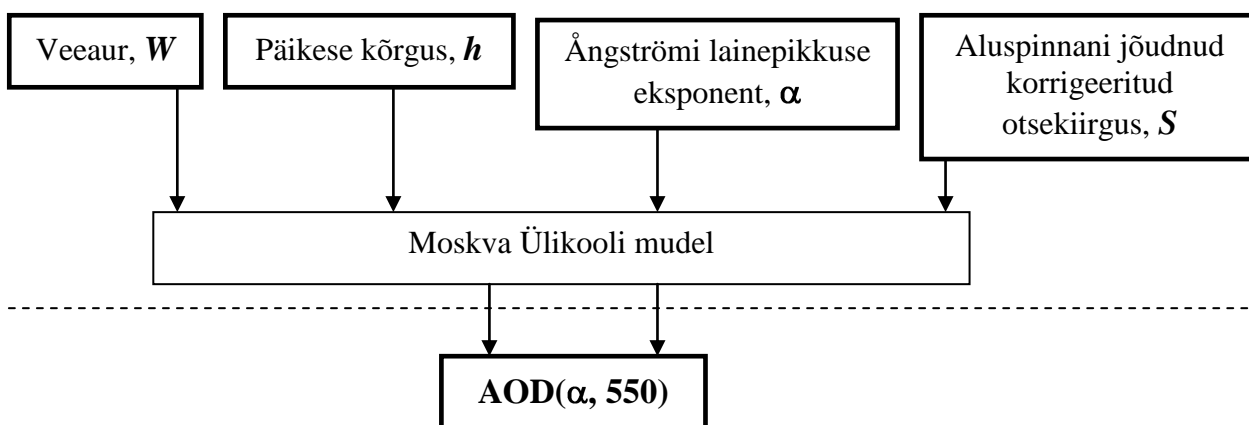 Veeaur, W
Päikese kõrgus, h
Ångströmi lainepikkuse
eksponent, α
Aluspinnani jõudnud
korrigeeritud
otsekiirgus, S
Moskva Ülikooli mudel
AOD(α, 550)